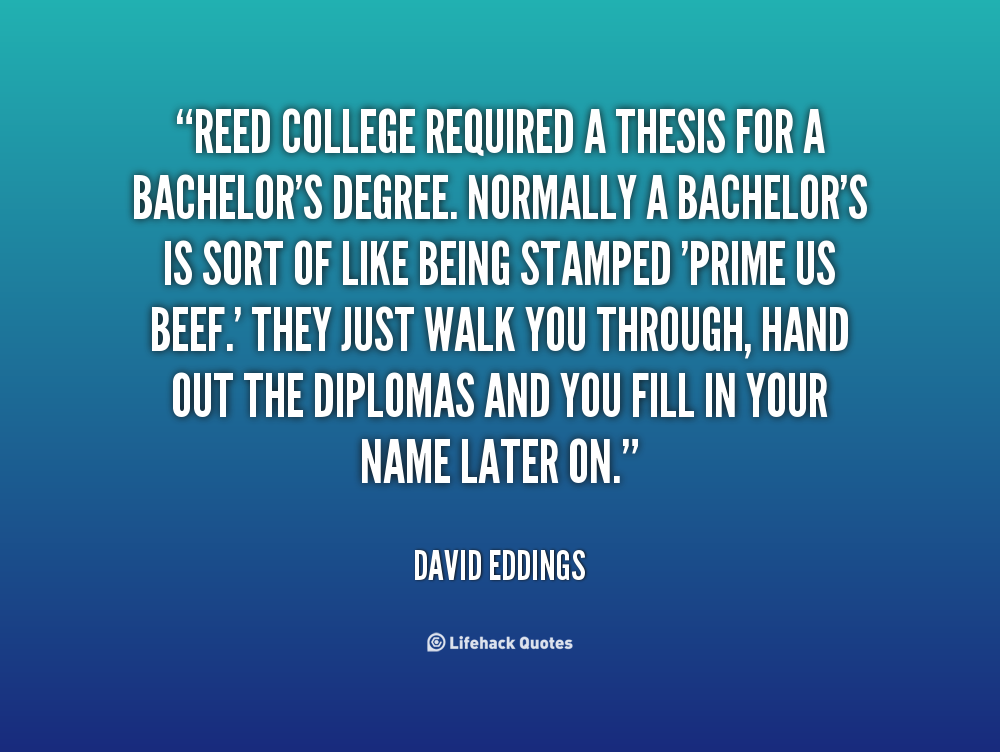 “REED COLLEGE REQUIRED A THESIS FOR A
BACHELOR’S DEGREE. NORMALLY A BACHELOR’S
IS SORT OF LIKE BEING STAMPED ’PRIME US
BEEF.’ THEY JUST WALK YOU THROUGH, HAND
OUT THE DIPLOMAS AND YOU FILL IN YOUR
NAME LATER ON.”
DAVID EDDINGS
Lifehack Quotes